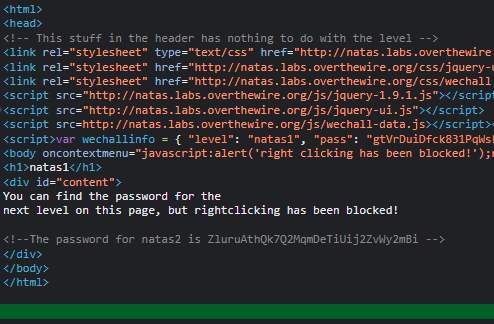 <html>
<head>
<!-- This stuff in the header has nothing to do with the level -->
<link rel="stylesheet" type="text/css" href="http://natas.labs.overthewire.
<link rel="stylesheet" href="http://natas.labs.overthewire.org/css/jquery-u
<link rel="stylesheet" href="http://natas.labs.overthewire.org/css/wechall.
<script src="http://natas.labs.overthewire.org/js/jquery-1.9.1.js"></script
<script src="http://natas.labs.overthewire.org/js/jquery-ui.js"></script>
<script src=http://natas.labs.overthewire.org/js/wechall-data.js></script><
<script>var wechallinfo = { "level": "natas1", "pass": "gtVrDuiDfck831PqWsl
<body oncontextmenu="javascript:alert('right clicking has been blocked!');r
<h1>natas1</h1>
<div id="content">
You can find the password for the
next level on this page, but rightclicking has been blocked!
<!--The password for natas2 is ZluruAthQk7Q2MqmDeTiUij2ZvWy2mBi -->
</div>
</body>
</html>